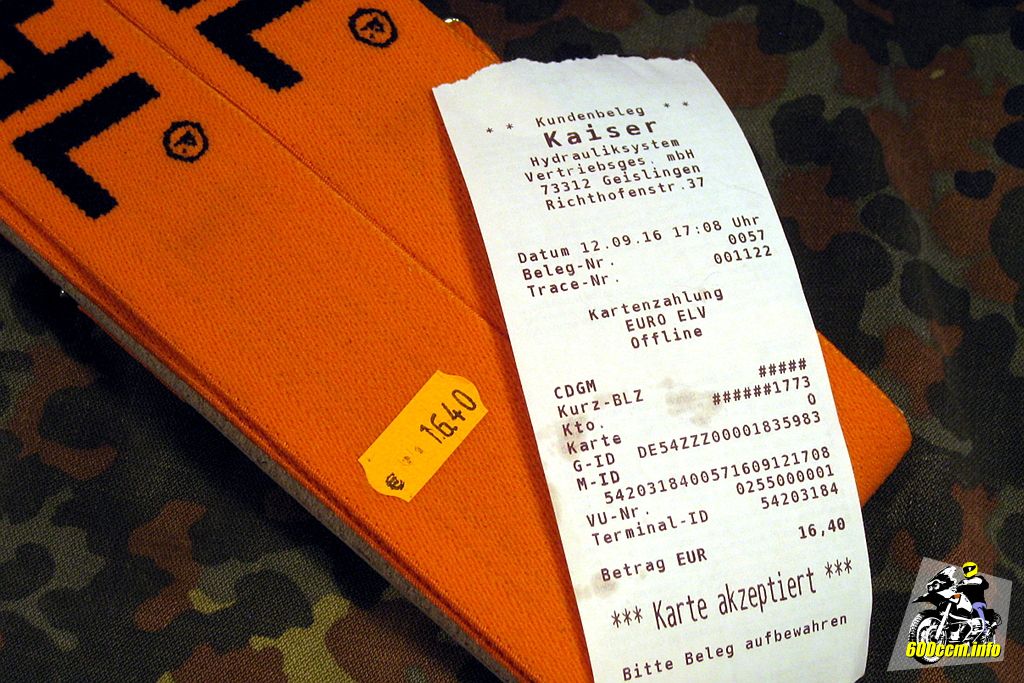 HL
HL
€ 16.40
* * Kundenbeleg * *
Kaiser
Hydrauliksystem
Vertriebsges. mbH
73312 Geislingen
Richthofenstr.37
Datum 12.09.16 17:08 Uhr
Beleg-Nr. 0057
Trace-Nr. 001122
Kartenzahlung
EURO ELV
Offline
CDGM
Kurz-BLZ #####
Kto. ######1773
Karte 0
G-ID DE54ZZZ00001835983
M-ID
5420318400571609121708
VU-Nr. 0255000001
Terminal-ID 54203184
Betrag EUR 16,40
*** Karte akzeptiert ***
Bitte Beleg aufbewahren
600ccm.info